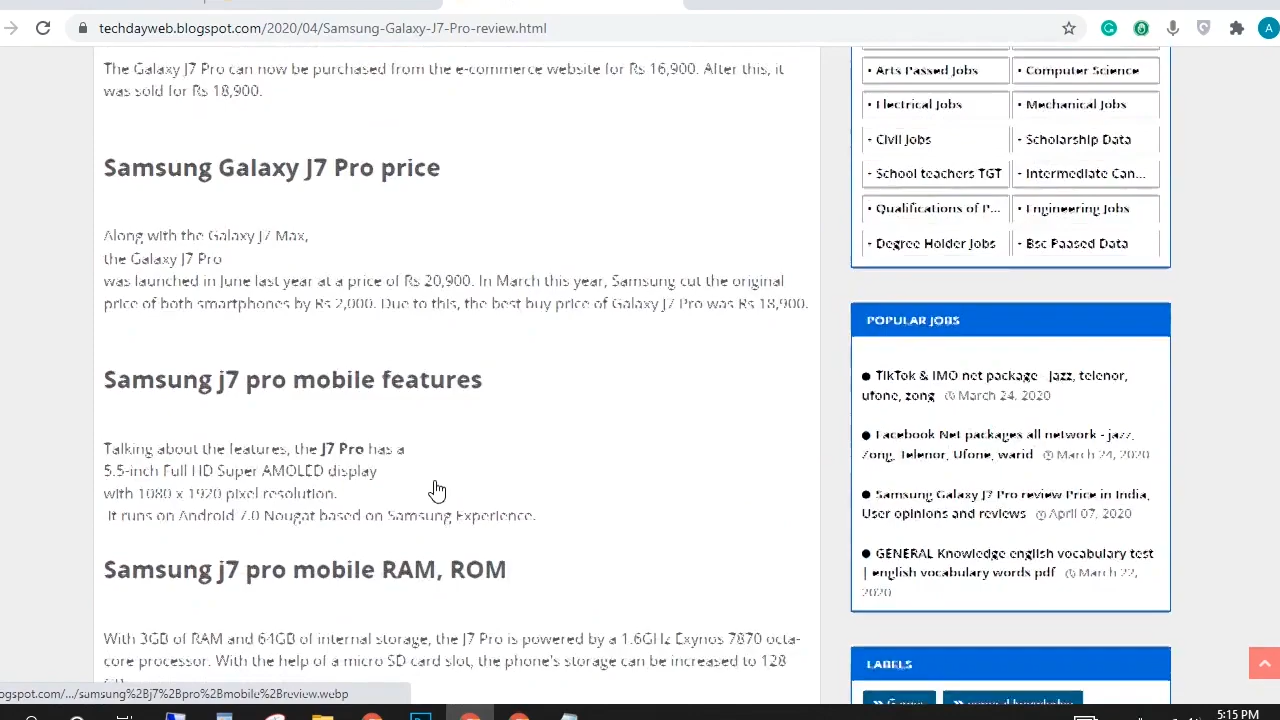 techdayweb.blogspot.com/2020/04/Samsung-Galaxy-J7-Pro-review.html
A
The Galaxy J7 Pro can now be purchased from the e-commerce website for Rs 16,900. After this, it
was sold for Rs 18,900.
Samsung Galaxy J7 Pro price
Along with the Galaxy J7 Max,
the Galaxy J7 Pro
was launched in June last year at a price of Rs 20,900. In March this year, Samsung cut the original
price of both smartphones by Rs 2,000. Due to this, the best buy price of Galaxy J7 Pro was Rs 18,900.
Samsung j7 pro mobile features
Talking about the features, the J7 Pro has a
5.5-inch Full HD Super AMOLED display
with 1080 x 1920 pixel resolution.
It runs on Android 7.0 Nougat based on Samsung Experience.
Samsung j7 pro mobile RAM, ROM
With 3GB of RAM and 64GB of internal storage, the J7 Pro is powered by a 1.6GHz Exynos 7870 octa-
core processor. With the help of a micro SD card slot, the phone's storage can be increased to 128
ogspot.com/.../samsung%2Bj7%2Bpro%2Bmobile%2Breview.webp
Arts Passed Jobs
Computer Science
Electrical Jobs
Mechanical Jobs
Civil Jobs
Scholarship Data
School teachers TGT
Intermediate Can...
Qualifications of P...
Engineering Jobs
Degree Holder Jobs
Bsc Paased Data
POPULAR JOBS
TikTok & IMO net package - jazz, telenor,
ufone, zong March 24, 2020
Facebook Net packages all network - jazz,
Zong, Telenor, Ufone, warid March 24, 2020
Samsung Galaxy J7 Pro review Price in India,
User opinions and reviews April 07, 2020
GENERAL Knowledge english vocabulary test
| english vocabulary words pdf March 22,
2020
LABELS
5:15 PM